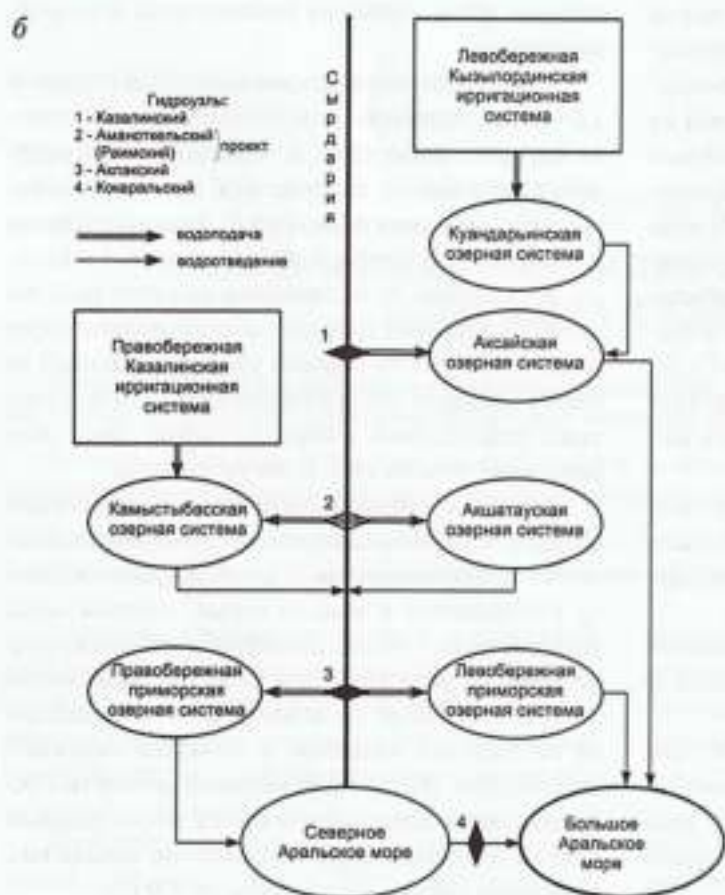 б
Гидроузлы:
1 - Казалинский
2 - Аманоткельский
(Раимский)
проект
3 - Аклакский
4 - Кокаральский
водоподача
водоотведение
Сырдария
Левобережная
Кызылординская
ирригационная
система
Куандарьинская
озерная система
1
Аксайская
озерная система
Правобережная
Казалинская
ирригационная
система
Камыстыбасская
озерная система
2
Акшатауская
озерная система
Правобережная
приморская
озерная система
3
Левобережная
приморская
озерная система
Северное
Аральское море
4
Большое
Аральское
море